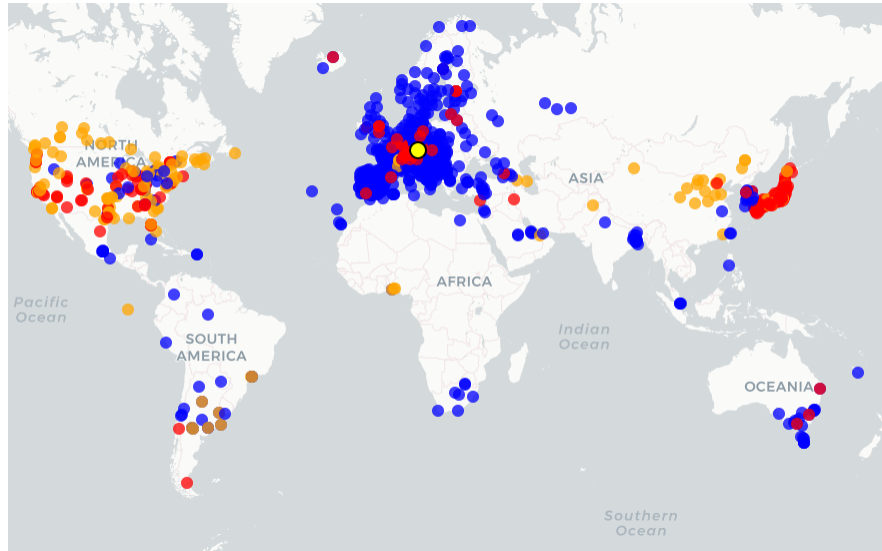 NORTH
AMERICA
ASIA
Pacific
Ocean
AFRICA
SOUTH
AMERICA
Indian
Ocean
OCEANIA
Southern
Ocean